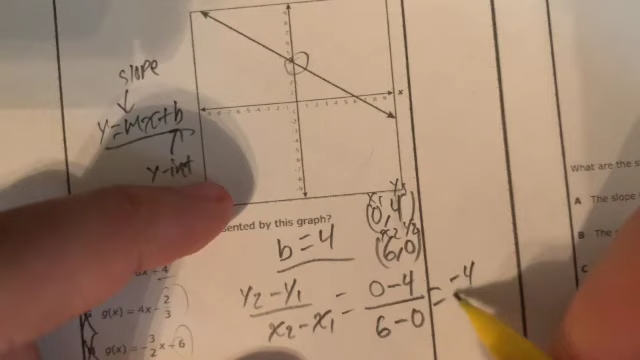 slope
y=mx+b
y-int
x
What are the s
A The slope
B The
C
sented by this graph?
b=4
x1 y1
(0,4)
x2 y2
(6,0)
y2-y1
x2-x1
=
0-4
6-0
=
-4
g(x) = 4x - 2/3
g(x) = -3/2x + 6